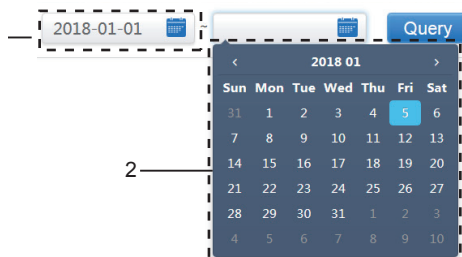 2018-01-01 ~ Query
‹ 2018 01 ›
Sun Mon Tue Wed Thu Fri Sat
31 1 2 3 4 5 6
7 8 9 10 11 12 13
2
14 15 16 17 18 19 20
21 22 23 24 25 26 27
28 29 30 31 1 2 3
4 5 6 7 8 9 10